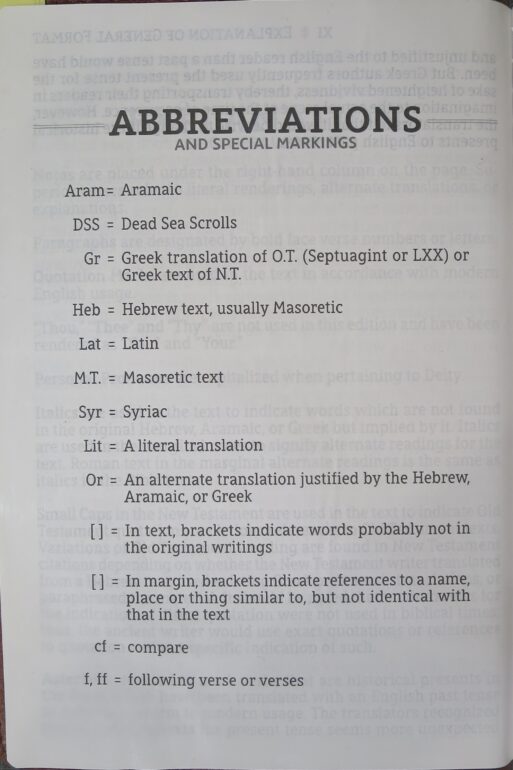 ABBREVIATIONS
AND SPECIAL MARKINGS
Aram = Aramaic
DSS = Dead Sea Scrolls
Gr = Greek translation of O.T. (Septuagint or LXX) or
Greek text of N.T.
Heb = Hebrew text, usually Masoretic
Lat = Latin
M.T. = Masoretic text
Syr = Syriac
Lit = A literal translation
Or = An alternate translation justified by the Hebrew,
Aramaic, or Greek
[ ] = In text, brackets indicate words probably not in
the original writings
[ ] = In margin, brackets indicate references to a name,
place or thing similar to, but not identical with
that in the text
cf = compare
f, ff = following verse or verses